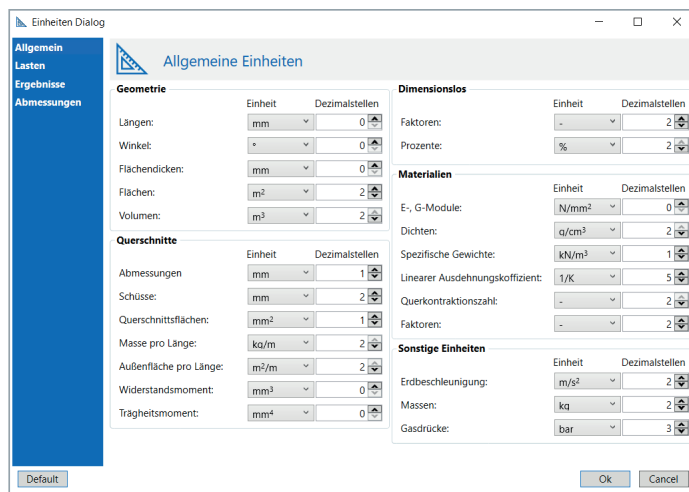 Einheiten Dialog
Allgemein
Lasten
Ergebnisse
Abmessungen
Allgemeine Einheiten
Geometrie
Einheit Dezimalstellen
Längen: mm 0
Winkel: ° 0
Flächendicken: mm 0
Flächen: m² 2
Volumen: m³ 2
Querschnitte
Einheit Dezimalstellen
Abmessungen mm 1
Schüsse: mm 2
Querschnittsflächen: mm² 1
Masse pro Länge: kg/m 2
Außenfläche pro Länge: m²/m 2
Widerstandsmoment: mm³ 0
Trägheitsmoment: mm⁴ 0
Dimensionslos
Einheit Dezimalstellen
Faktoren: - 2
Prozente: % 2
Materialien
Einheit Dezimalstellen
E-, G-Module: N/mm² 0
Dichten: g/cm³ 2
Spezifische Gewichte: kN/m³ 1
Linearer Ausdehnungskoeffizient: 1/K 5
Querkontraktionszahl: - 2
Faktoren: - 2
Sonstige Einheiten
Einheit Dezimalstellen
Erdbeschleunigung: m/s² 2
Massen: kg 2
Gasdrücke: bar 3
Default
Ok
Cancel